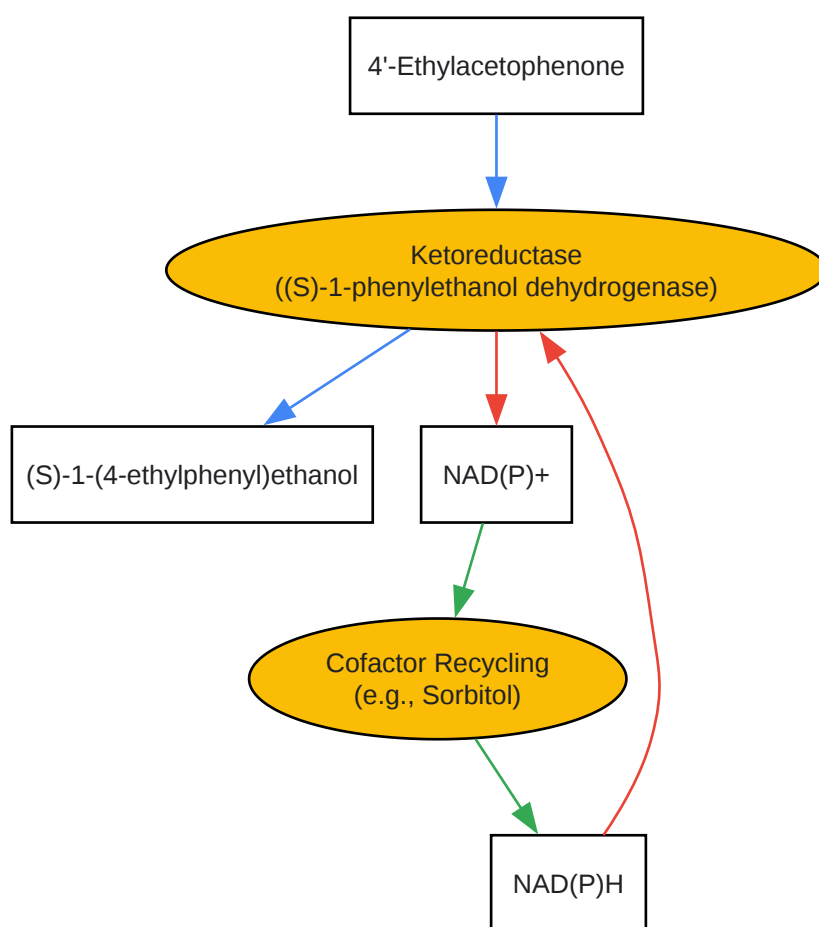 4'-Ethylacetophenone
Ketoreductase
((S)-1-phenylethanol dehydrogenase)
(S)-1-(4-ethylphenyl)ethanol
NAD(P)+
Cofactor Recycling
(e.g., Sorbitol)
NAD(P)H